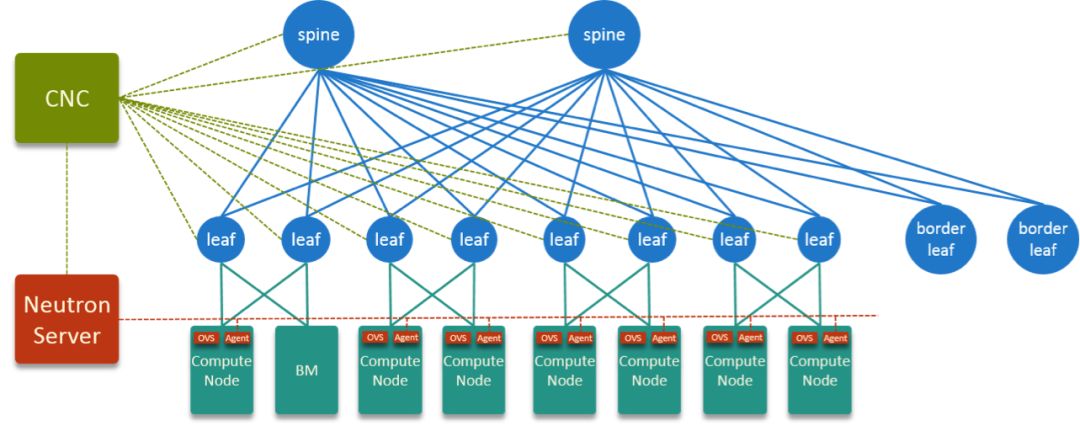 spine
spine
CNC
leaf
leaf
leaf
leaf
leaf
leaf
leaf
leaf
border
leaf
border
leaf
Neutron
Server
OVS Agent
Compute
Node
BM
OVS Agent
Compute
Node
OVS Agent
Compute
Node
OVS Agent
Compute
Node
OVS Agent
Compute
Node
OVS Agent
Compute
Node
OVS Agent
Compute
Node